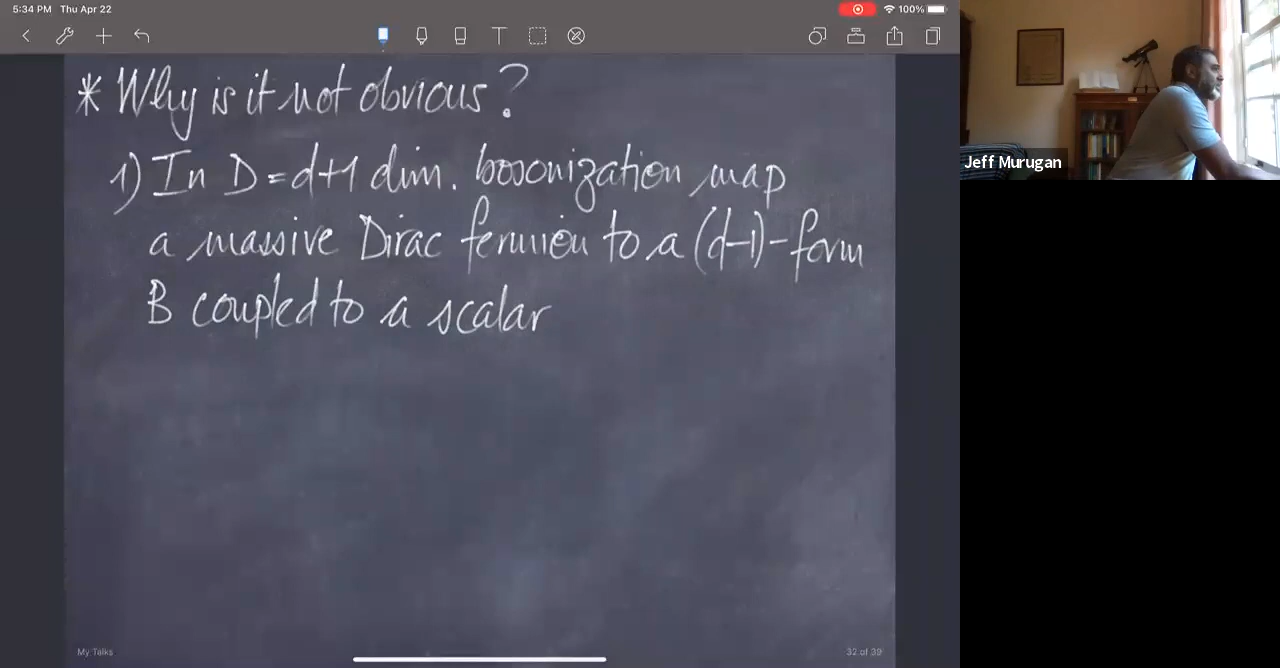 5:34 PM Thu Apr 22
100%
* Why is it not obvious?
1) In D=d+1 dim. bosonization map
a massive Dirac fermion to a (d-1)-form
B coupled to a scalar
My Talks
32 of 39
Jeff Murugan